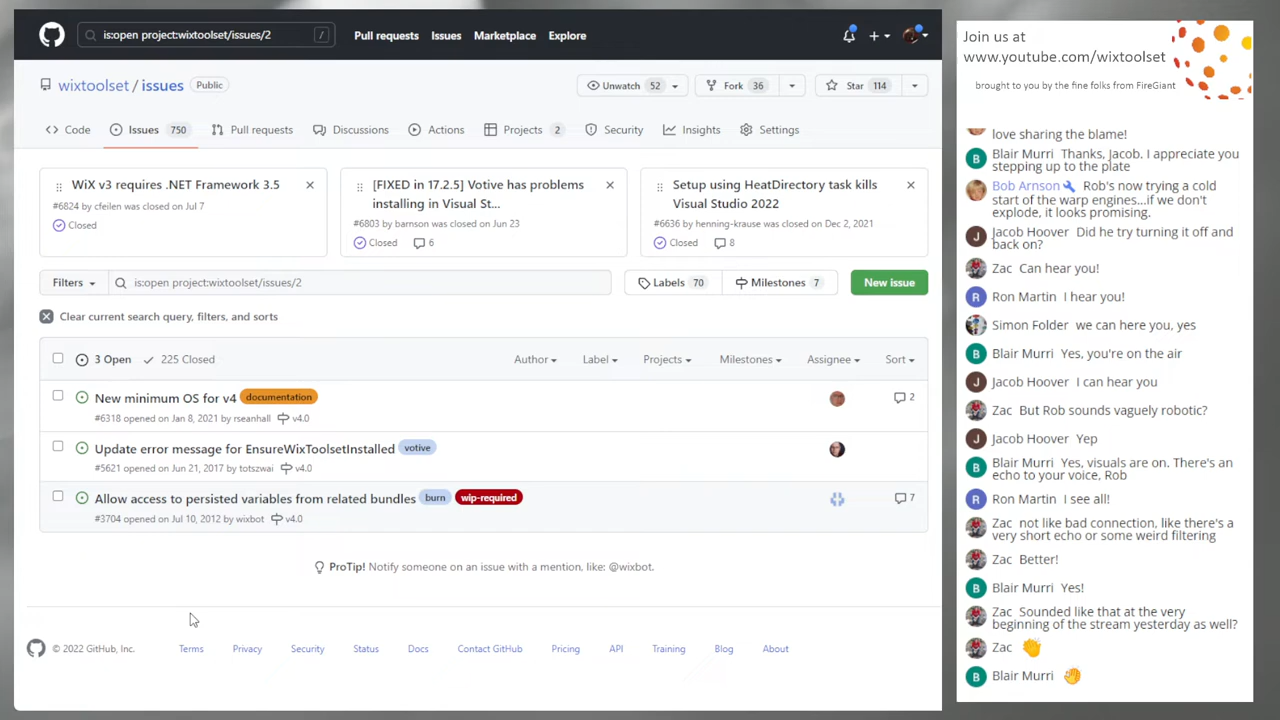 is:open project:wixtoolset/issues/2
/
Pull requests Issues Marketplace Explore
wixtoolset / issues Public
Unwatch 52 Fork 36 Star 114
Code Issues 750 Pull requests Discussions Actions Projects 2 Security Insights Settings
WiX v3 requires .NET Framework 3.5
#6824 by cfeilen was closed on Jul 7
Closed
[FIXED in 17.2.5] Votive has problems
installing in Visual St...
#6803 by barnson was closed on Jun 23
Closed 6
Setup using HeatDirectory task kills
Visual Studio 2022
#6636 by henning-krause was closed on Dec 2, 2021
Closed 8
Filters is:open project:wixtoolset/issues/2 Labels 70 Milestones 7 New issue
Clear current search query, filters, and sorts
3 Open 225 Closed Author Label Projects Milestones Assignee Sort
New minimum OS for v4 documentation 2
#6318 opened on Jan 8, 2021 by rseanhall v4.0
Update error message for EnsureWixToolsetInstalled votive
#5621 opened on Jun 21, 2017 by totszwai v4.0
Allow access to persisted variables from related bundles burn wip-required 7
#3704 opened on Jul 10, 2012 by wixbot v4.0
ProTip! Notify someone on an issue with a mention, like: @wixbot.
© 2022 GitHub, Inc. Terms Privacy Security Status Docs Contact GitHub Pricing API Training Blog About
Join us at
www.youtube.com/wixtoolset
brought to you by the fine folks from FireGiant
love sharing the blame!
B Blair Murri Thanks, Jacob. I appreciate you
stepping up to the plate
Bob Arnson Rob's now trying a cold
start of the warp engines...if we don't
explode, it looks promising.
J Jacob Hoover Did he try turning it off and
back on?
Zac Can hear you!
R Ron Martin I hear you!
Simon Folder we can here you, yes
B Blair Murri Yes, you're on the air
J Jacob Hoover I can hear you
Zac But Rob sounds vaguely robotic?
J Jacob Hoover Yep
B Blair Murri Yes, visuals are on. There's an
echo to your voice, Rob
R Ron Martin I see all!
Zac not like bad connection, like there's a
very short echo or some weird filtering
Zac Better!
B Blair Murri Yes!
Zac Sounded like that at the very
beginning of the stream yesterday as well?
Zac 👏
B Blair Murri 👏